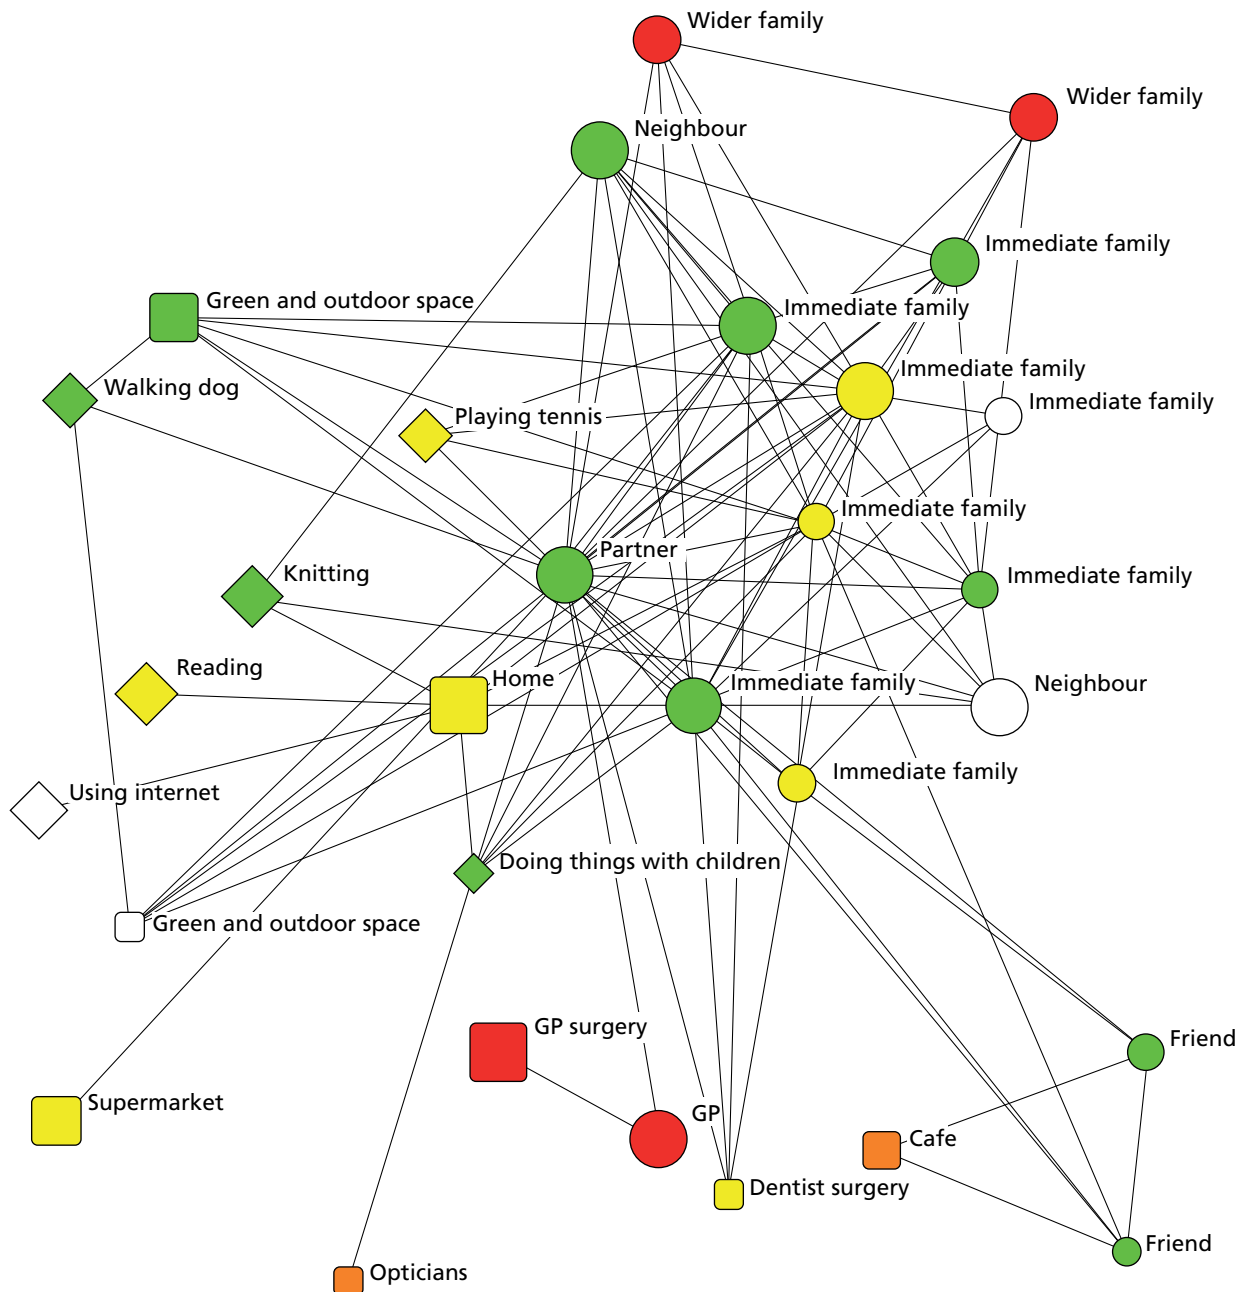 Wider family
Wider family
Neighbour
Immediate family
Green and outdoor space
Immediate family
Immediate family
Walking dog
Immediate family
Playing tennis
Immediate family
Partner
Knitting
Immediate family
Reading
Home
Immediate family
Neighbour
Immediate family
Using internet
Doing things with children
Green and outdoor space
GP surgery
Friend
Supermarket
GP
Cafe
Dentist surgery
Friend
Opticians